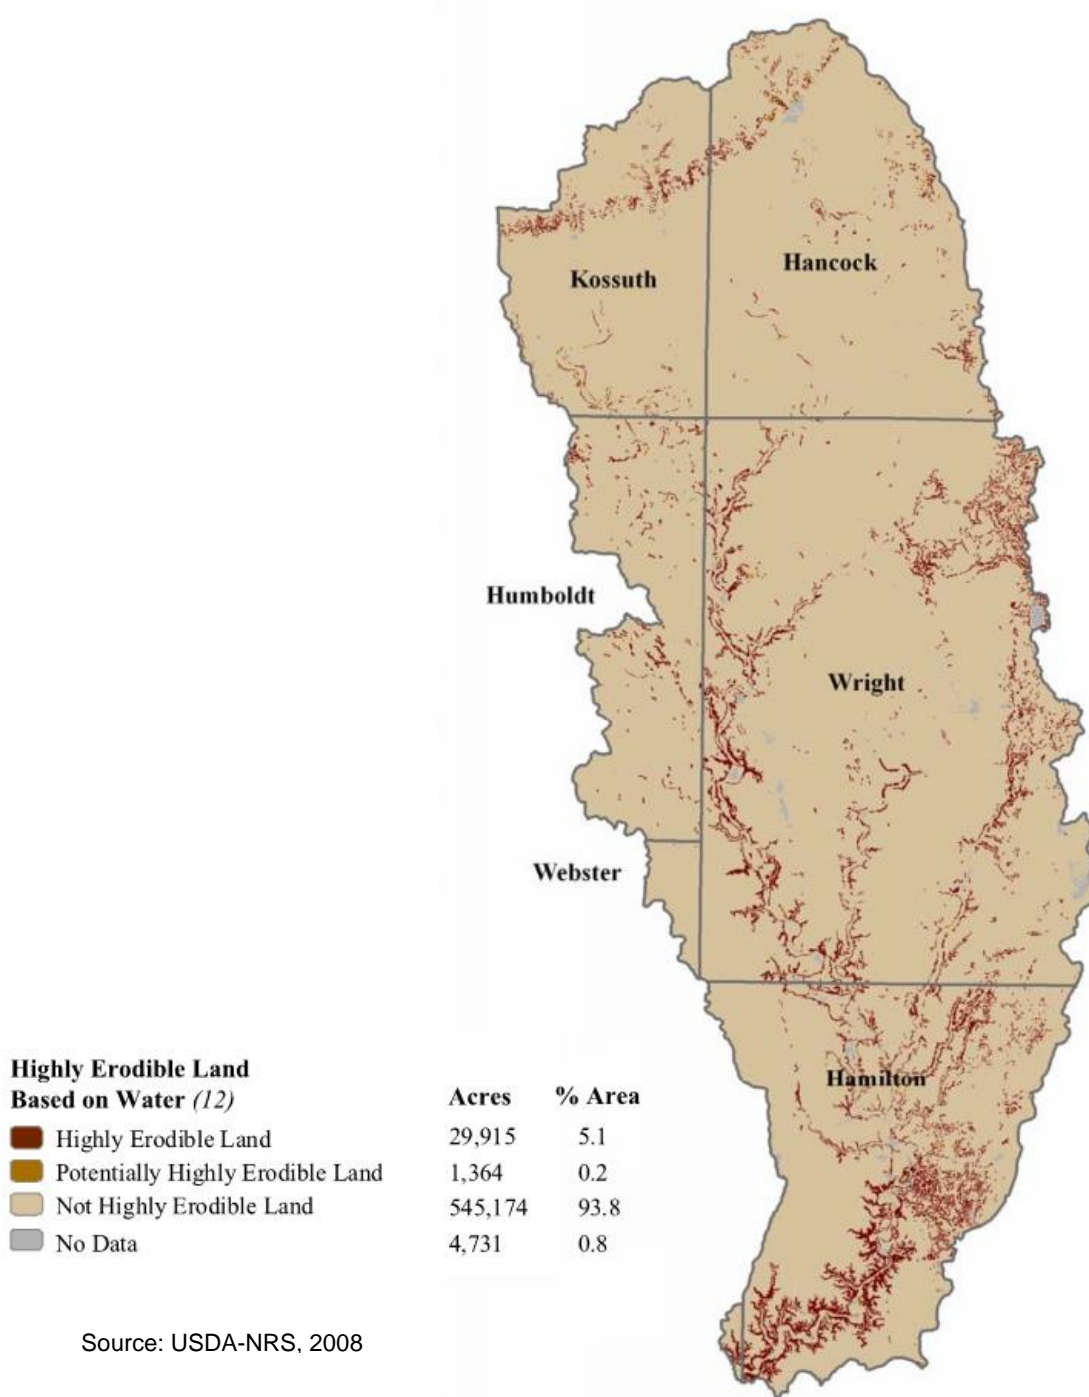 Kossuth
Hancock
Humboldt
Wright
Webster
Hamilton
Highly Erodible Land
Based on Water (12) Acres % Area
Highly Erodible Land 29,915 5.1
Potentially Highly Erodible Land 1,364 0.2
Not Highly Erodible Land 545,174 93.8
No Data 4,731 0.8
Source: USDA-NRS, 2008